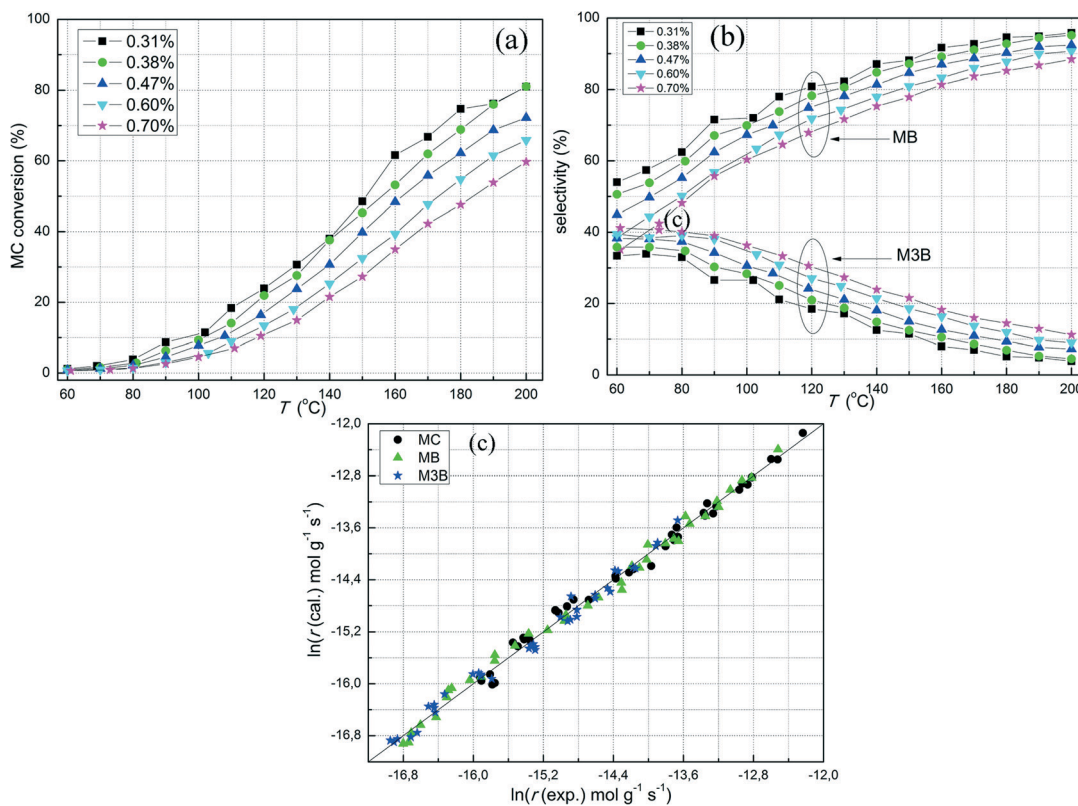 (a)
0.31%
0.38%
0.47%
0.60%
0.70%
MC conversion (%)
100
80
60
40
20
0
60 80 100 120 140 160 180 200
T (°C)
(b)
0.31%
0.38%
0.47%
0.60%
0.70%
selectivity (%)
100
80
60
40
20
0
MB
(c)
M3B
60 80 100 120 140 160 180 200
T (°C)
(c)
MC
MB
M3B
ln(r (cal.) mol g⁻¹ s⁻¹)
-12,0
-12,8
-13,6
-14,4
-15,2
-16,0
-16,8
-16,8 -16,0 -15,2 -14,4 -13,6 -12,8 -12,0
ln(r (exp.) mol g⁻¹ s⁻¹)